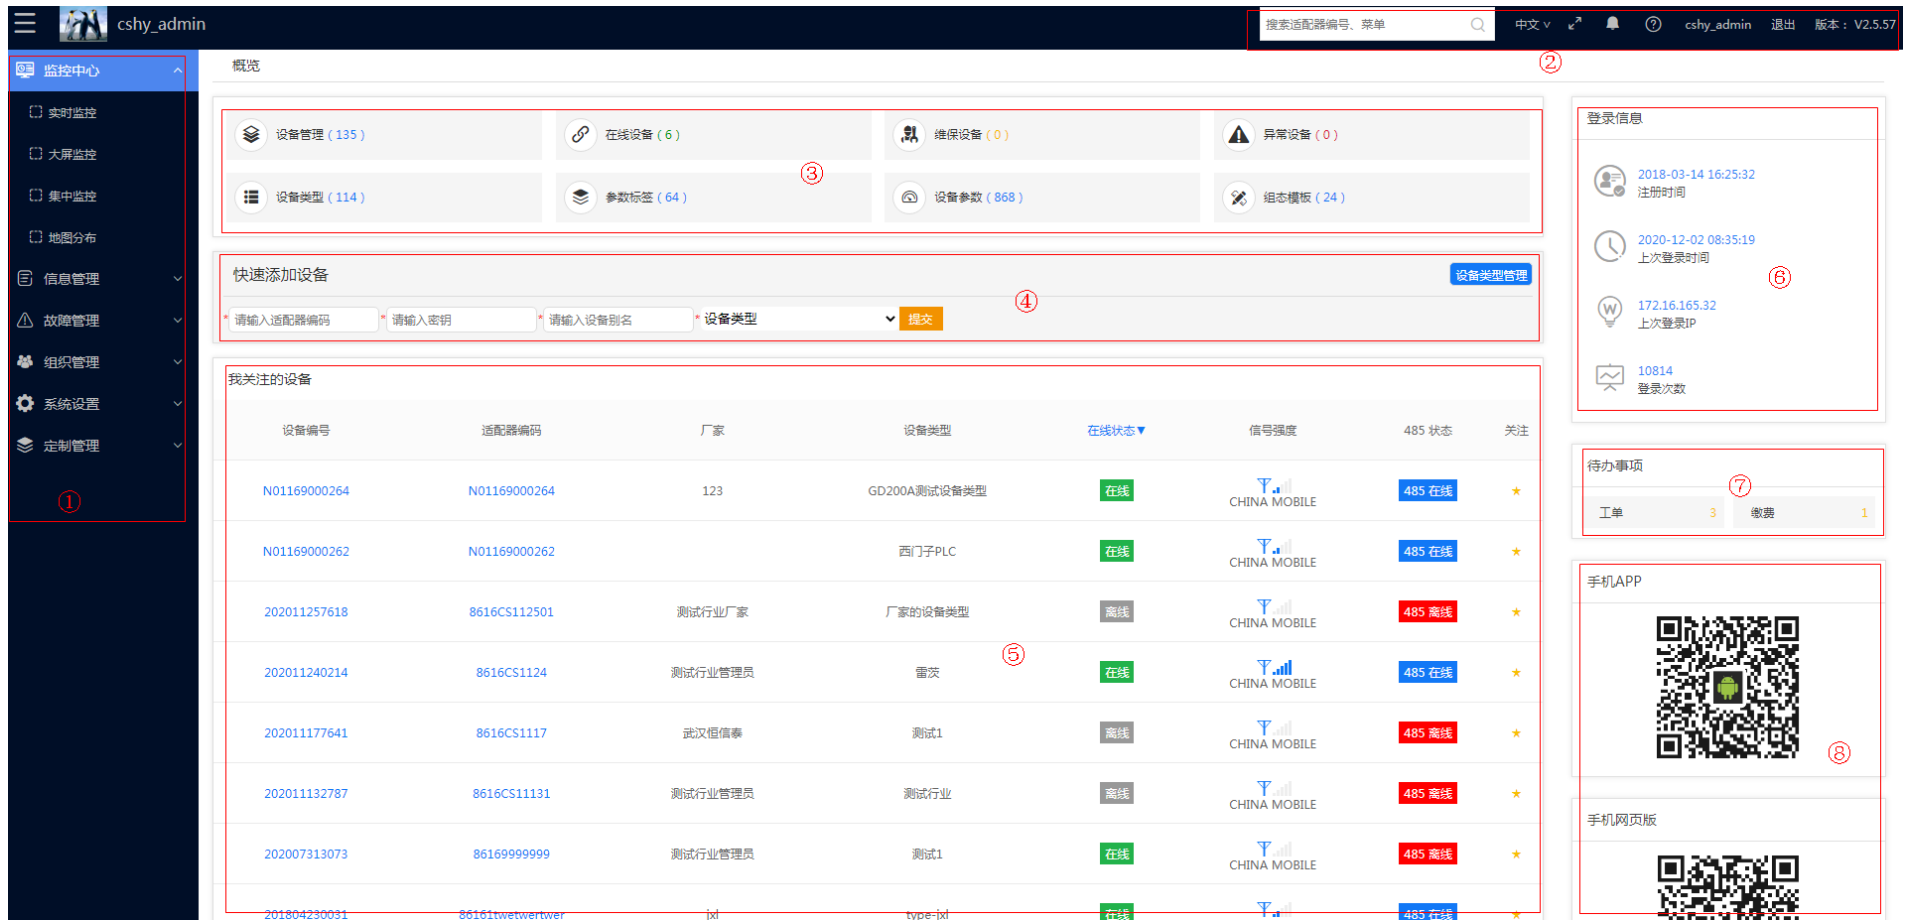 cshy_admin
搜索适配器编号、菜单
中文 ∨
cshy_admin 退出 版本： V2.5.57
②
监控中心
实时监控
大屏监控
集中监控
地图分布
信息管理
故障管理
组织管理
系统设置
定制管理
①
概览
设备管理 ( 135 )
在线设备 ( 6 )
维保设备 ( 0 )
异常设备 ( 0 )
③
设备类型 ( 114 )
参数标签 ( 64 )
设备参数 ( 868 )
组态模板 ( 24 )
快速添加设备
设备类型管理
④
* 请输入适配器编码 * 请输入密钥 * 请输入设备别名 * 设备类型 提交
我关注的设备
设备编号 适配器编码 厂家 设备类型 在线状态▼ 信号强度 485 状态 关注
N01169000264 N01169000264 123 GD200A测试设备类型 在线 CHINA MOBILE 485 在线
N01169000262 N01169000262 西门子PLC 在线 CHINA MOBILE 485 在线
202011257618 8616CS112501 测试行业厂家 厂家的设备类型 离线 CHINA MOBILE 485 离线
⑤
202011240214 8616CS1124 测试行业管理员 雷茨 在线 CHINA MOBILE 485 在线
202011177641 8616CS1117 武汉恒信泰 测试1 离线 CHINA MOBILE 485 离线
202011132787 8616CS11131 测试行业管理员 测试行业 离线 CHINA MOBILE 485 离线
202007313073 86169999999 测试行业管理员 测试1 在线 CHINA MOBILE 485 离线
201804230031 86161twetwertwer jxl type-jxl 在线 485 在线
登录信息
2018-03-14 16:25:32
注册时间
2020-12-02 08:35:19
上次登录时间
⑥
172.16.165.32
上次登录IP
10814
登录次数
待办事项
⑦
工单 3 缴费 1
手机APP
⑧
手机网页版